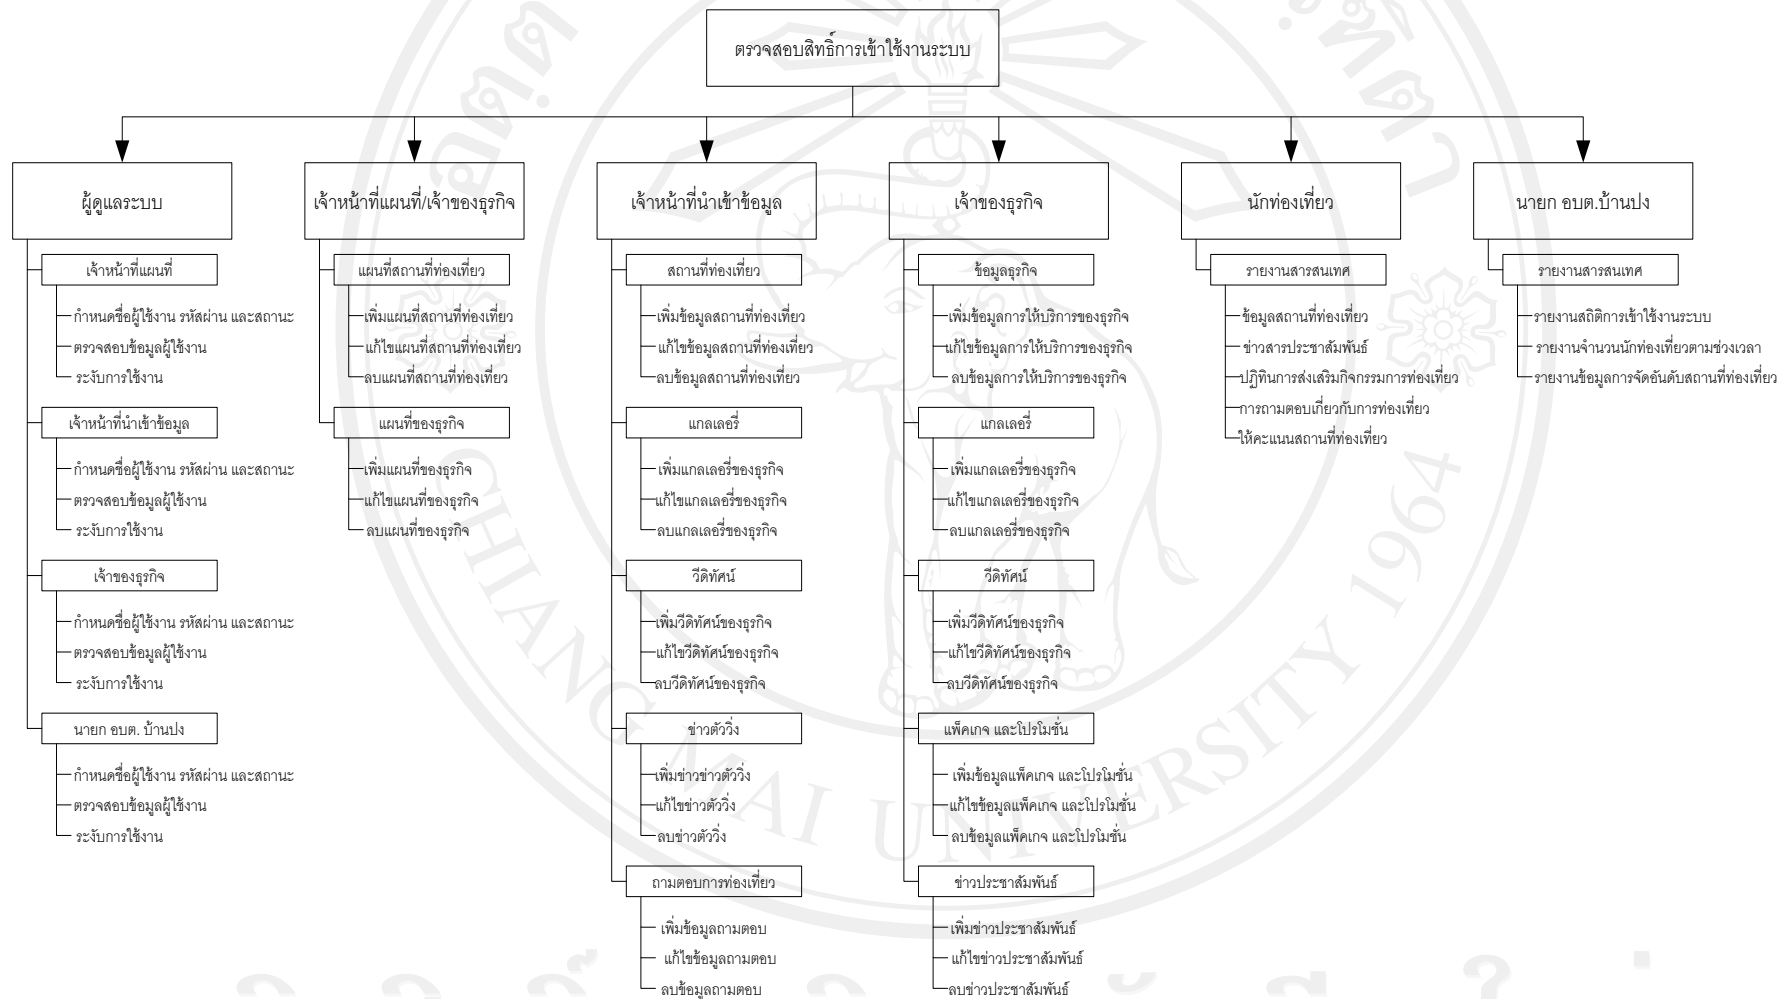 ตรวจสอบสิทธิ์การเข้าใช้งานระบบ
ผู้ดูแลระบบ
เจ้าหน้าที่แผนที่
กำหนดชื่อผู้ใช้งาน รหัสผ่าน และสถานะ
ตรวจสอบข้อมูลผู้ใช้งาน
ระงับการใช้งาน
เจ้าหน้าที่นำเข้าข้อมูล
กำหนดชื่อผู้ใช้งาน รหัสผ่าน และสถานะ
ตรวจสอบข้อมูลผู้ใช้งาน
ระงับการใช้งาน
เจ้าของธุรกิจ
กำหนดชื่อผู้ใช้งาน รหัสผ่าน และสถานะ
ตรวจสอบข้อมูลผู้ใช้งาน
ระงับการใช้งาน
นายก อบต. บ้านปง
กำหนดชื่อผู้ใช้งาน รหัสผ่าน และสถานะ
ตรวจสอบข้อมูลผู้ใช้งาน
ระงับการใช้งาน
เจ้าหน้าที่แผนที่/เจ้าของธุรกิจ
แผนที่สถานที่ท่องเที่ยว
เพิ่มแผนที่สถานที่ท่องเที่ยว
แก้ไขแผนที่สถานที่ท่องเที่ยว
ลบแผนที่สถานที่ท่องเที่ยว
แผนที่ของธุรกิจ
เพิ่มแผนที่ของธุรกิจ
แก้ไขแผนที่ของธุรกิจ
ลบแผนที่ของธุรกิจ
เจ้าหน้าที่นำเข้าข้อมูล
สถานที่ท่องเที่ยว
เพิ่มข้อมูลสถานที่ท่องเที่ยว
แก้ไขข้อมูลสถานที่ท่องเที่ยว
ลบข้อมูลสถานที่ท่องเที่ยว
แกลเลอรี่
เพิ่มแกลเลอรี่ของธุรกิจ
แก้ไขแกลเลอรี่ของธุรกิจ
ลบแกลเลอรี่ของธุรกิจ
วีดิทัศน์
เพิ่มวีดิทัศน์ของธุรกิจ
แก้ไขวีดิทัศน์ของธุรกิจ
ลบวีดิทัศน์ของธุรกิจ
ข่าวตัววิ่ง
เพิ่มข่าวข่าวตัววิ่ง
แก้ไขข่าวตัววิ่ง
ลบข่าวตัววิ่ง
ถามตอบการท่องเที่ยว
เพิ่มข้อมูลถามตอบ
แก้ไขข้อมูลถามตอบ
ลบข้อมูลถามตอบ
เจ้าของธุรกิจ
ข้อมูลธุรกิจ
เพิ่มข้อมูลการให้บริการของธุรกิจ
แก้ไขข้อมูลการให้บริการของธุรกิจ
ลบข้อมูลการให้บริการของธุรกิจ
แกลเลอรี่
เพิ่มแกลเลอรี่ของธุรกิจ
แก้ไขแกลเลอรี่ของธุรกิจ
ลบแกลเลอรี่ของธุรกิจ
วีดิทัศน์
เพิ่มวีดิทัศน์ของธุรกิจ
แก้ไขวีดิทัศน์ของธุรกิจ
ลบวีดิทัศน์ของธุรกิจ
แพ็คเกจ และโปรโมชั่น
เพิ่มข้อมูลแพ็คเกจ และโปรโมชั่น
แก้ไขข้อมูลแพ็คเกจ และโปรโมชั่น
ลบข้อมูลแพ็คเกจ และโปรโมชั่น
ข่าวประชาสัมพันธ์
เพิ่มข่าวประชาสัมพันธ์
แก้ไขข่าวประชาสัมพันธ์
ลบข่าวประชาสัมพันธ์
นักท่องเที่ยว
รายงานสารสนเทศ
ข้อมูลสถานที่ท่องเที่ยว
ข่าวสารประชาสัมพันธ์
ปฏิทินการส่งเสริมกิจกรรมการท่องเที่ยว
การถามตอบเกี่ยวกับการท่องเที่ยว
ให้คะแนนสถานที่ท่องเที่ยว
นายก อบต.บ้านปง
รายงานสารสนเทศ
รายงานสถิติการเข้าใช้งานระบบ
รายงานจำนวนนักท่องเที่ยวตามช่วงเวลา
รายงานข้อมูลการจัดอันดับสถานที่ท่องเที่ยว
CHIANG MAI UNIVERSITY 1964